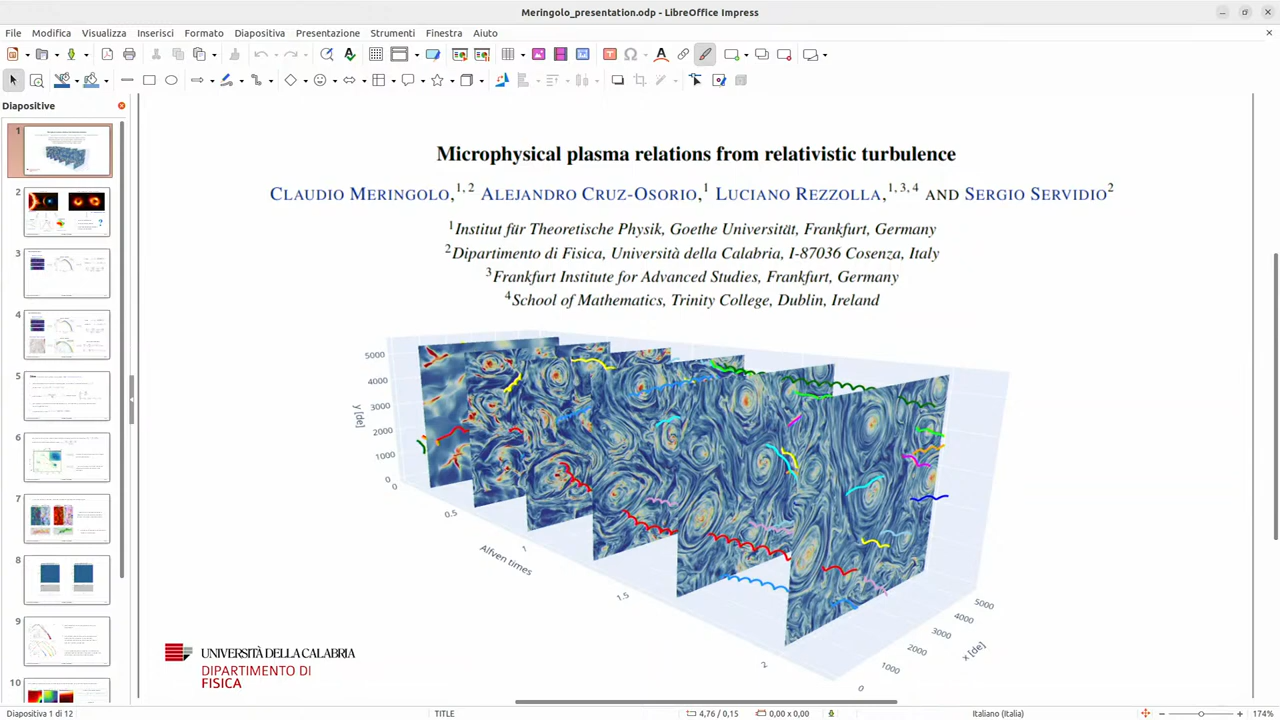 Meringolo_presentation.odp - LibreOffice Impress
File Modifica Visualizza Inserisci Formato Diapositiva Presentazione Strumenti Finestra Aiuto
Diapositive
1
2
3
4
5
6
7
8
9
10
Microphysical plasma relations from relativistic turbulence
CLAUDIO MERINGOLO,1,2 ALEJANDRO CRUZ-OSORIO,1 LUCIANO REZZOLLA,1, 3, 4 AND SERGIO SERVIDIO2
1Institut für Theoretische Physik, Goethe Universität, Frankfurt, Germany
2Dipartimento di Fisica, Università della Calabria, I-87036 Cosenza, Italy
3Frankfurt Institute for Advanced Studies, Frankfurt, Germany
4School of Mathematics, Trinity College, Dublin, Ireland
5000
4000
3000
2000
1000
0
y [de]
0
0.5
1
1.5
2
Alfven times
5000
4000
3000
2000
1000
0
x [de]
UNIVERSITÀ DELLA CALABRIA
DIPARTIMENTO DI
FISICA
Diapositiva 1 di 12
TITLE
4,76 / 0,15
0,00 x 0,00
Italiano (Italia)
174%